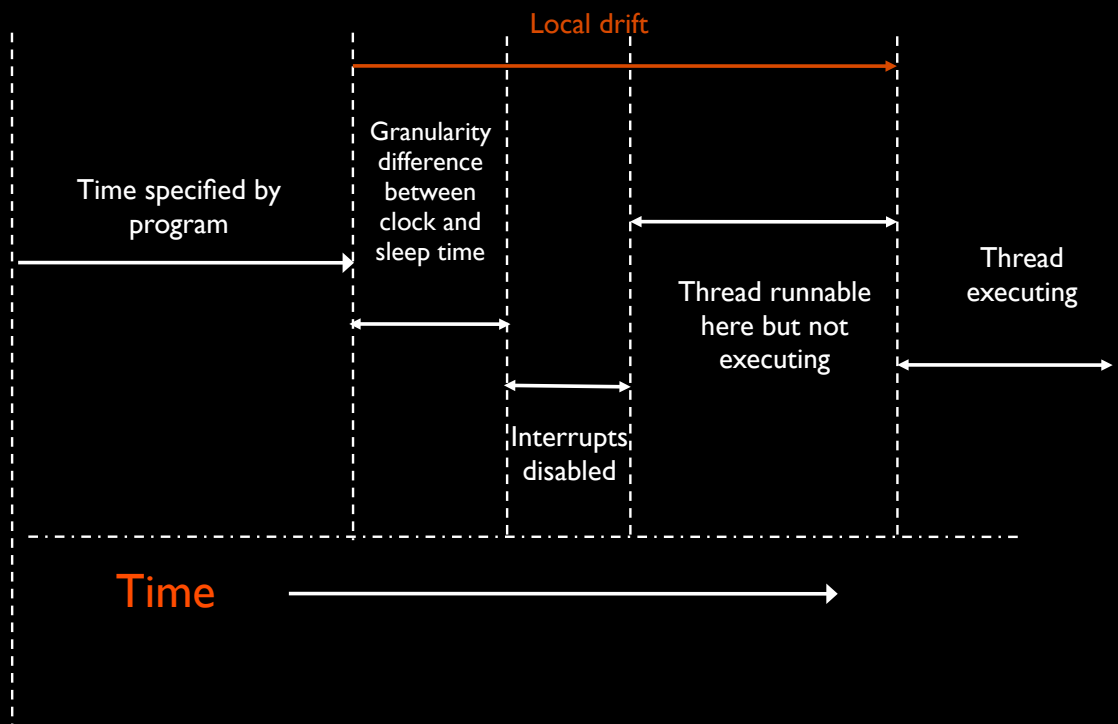 Local drift
Granularity
difference
between
clock and
sleep time
Time specified by
program
Thread
executing
Thread runnable
here but not
executing
Interrupts
disabled
Time